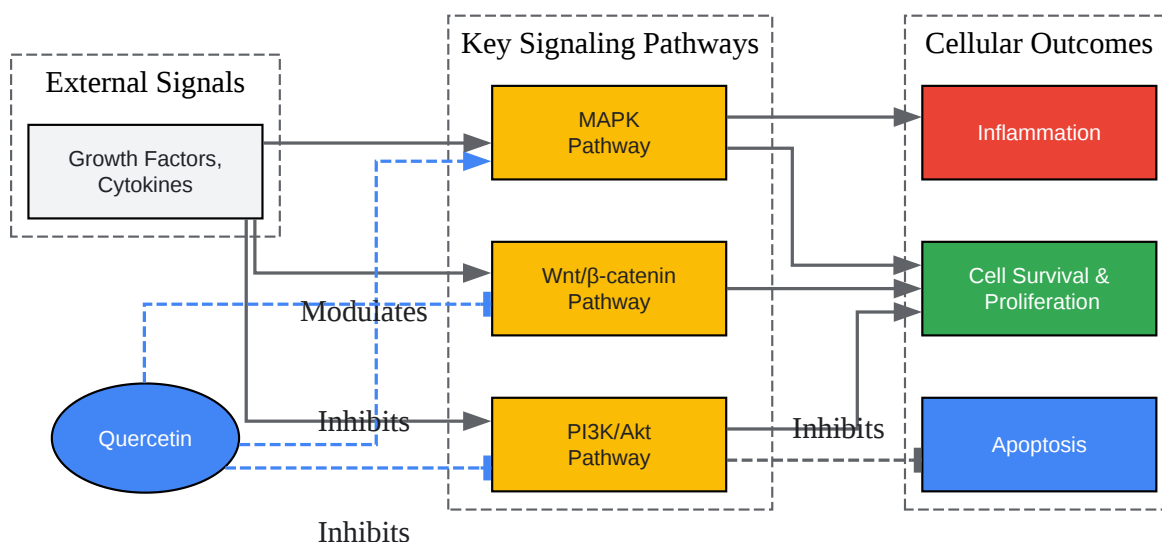 External Signals
Growth Factors,
Cytokines
Quercetin
Modulates
Inhibits
Inhibits
Key Signaling Pathways
MAPK
Pathway
Wnt/β-catenin
Pathway
PI3K/Akt
Pathway
Inhibits
Cellular Outcomes
Inflammation
Cell Survival &
Proliferation
Apoptosis